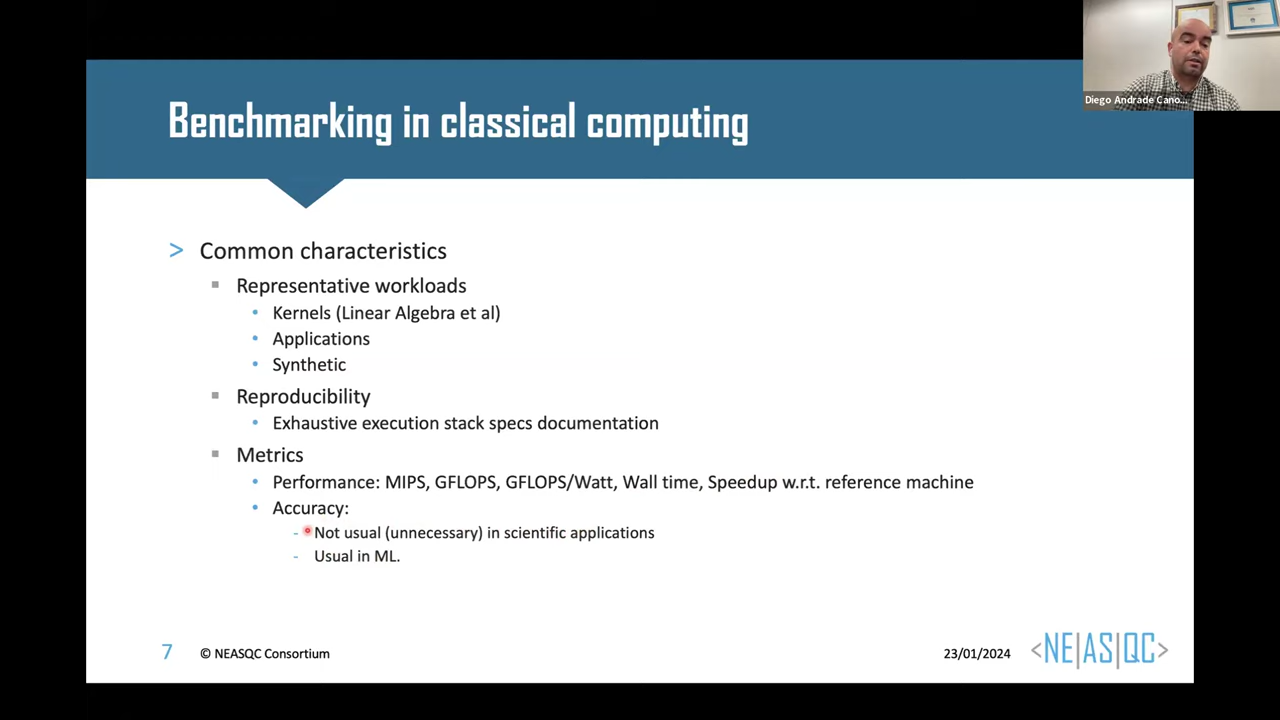 Diego Andrade Cano...
Benchmarking in classical computing
> Common characteristics
▪ Representative workloads
• Kernels (Linear Algebra et al)
• Applications
• Synthetic
▪ Reproducibility
• Exhaustive execution stack specs documentation
▪ Metrics
• Performance: MIPS, GFLOPS, GFLOPS/Watt, Wall time, Speedup w.r.t. reference machine
• Accuracy:
- Not usual (unnecessary) in scientific applications
- Usual in ML.
7 © NEASQC Consortium 23/01/2024 <NE|AS|QC>